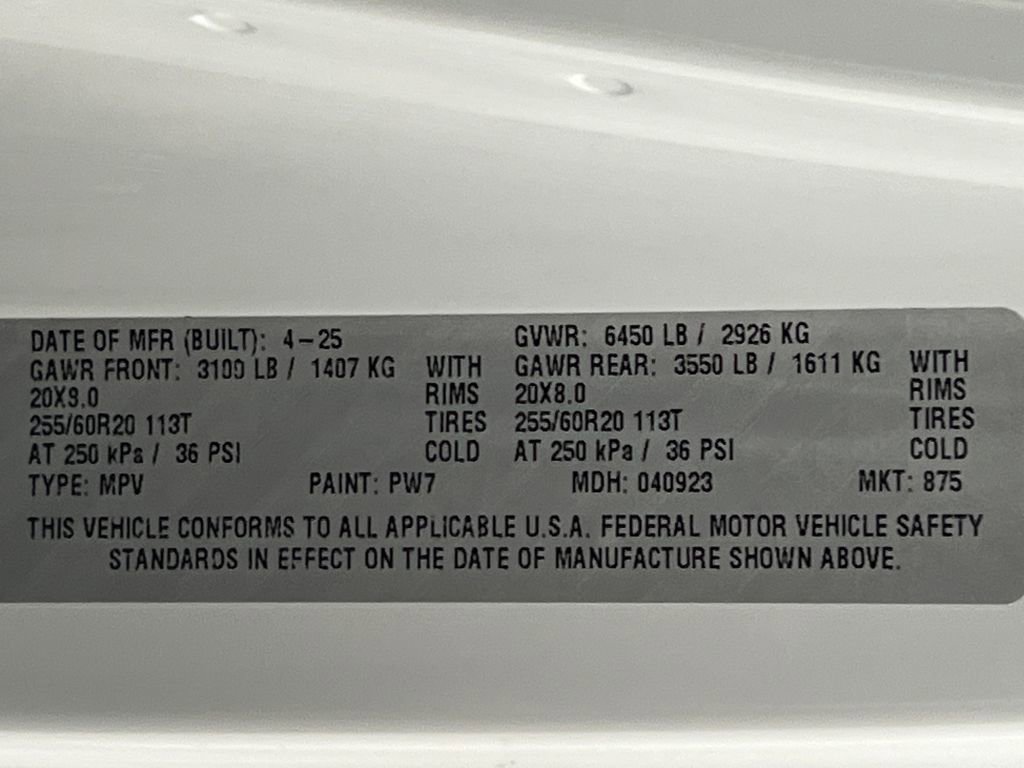 DATE OF MFR (BUILT): 4-25 GVWR: 6450 LB / 2926 KG
GAWR FRONT: 3100 LB / 1407 KG WITH GAWR REAR: 3550 LB / 1611 KG WITH
20X8.0 RIMS 20X8.0 RIMS
255/60R20 113T TIRES 255/60R20 113T TIRES
AT 250 kPa / 36 PSI COLD AT 250 kPa / 36 PSI COLD
TYPE: MPV PAINT: PW7 MDH: 040923 MKT: 875
THIS VEHICLE CONFORMS TO ALL APPLICABLE U.S.A. FEDERAL MOTOR VEHICLE SAFETY
STANDARDS IN EFFECT ON THE DATE OF MANUFACTURE SHOWN ABOVE.